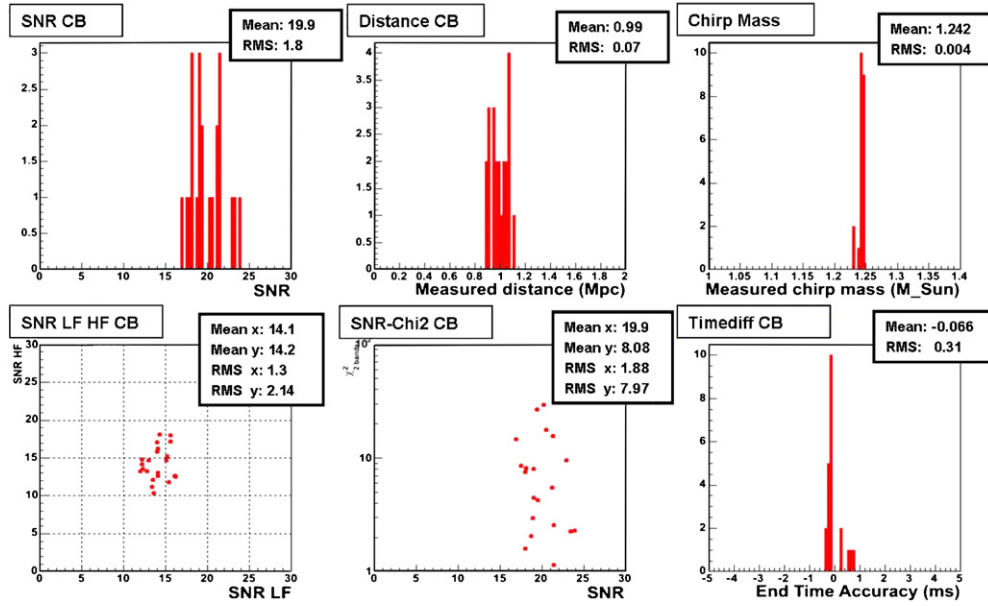 SNR CB
Mean: 19.9
RMS: 1.8
3
2.5
2
1.5
1
0.5
0
0 5 10 15 20 25 30
SNR
Distance CB
Mean: 0.99
RMS: 0.07
4
3.5
3
2.5
2
1.5
1
0.5
0
0.2 0.4 0.6 0.8 1 1.2 1.4 1.6 1.8 2
Measured distance (Mpc)
Chirp Mass
Mean: 1.242
RMS: 0.004
10
8
6
4
2
0
1 1.05 1.1 1.15 1.2 1.25 1.3 1.35 1.4
Measured chirp mass (M_Sun)
SNR LF HF CB
Mean x: 14.1
Mean y: 14.2
RMS x: 1.3
RMS y: 2.14
SNR HF
30
25
20
15
10
5
0
0 5 10 15 20 25 30
SNR LF
SNR-Chi2 CB
Mean x: 19.9
Mean y: 8.08
RMS x: 1.88
RMS y: 7.97
10
1
0 5 10 15 20 25 30
SNR
Timediff CB
Mean: -0.066
RMS: 0.31
10
8
6
4
2
0
-5 -4 -3 -2 -1 0 1 2 3 4 5
End Time Accuracy (ms)